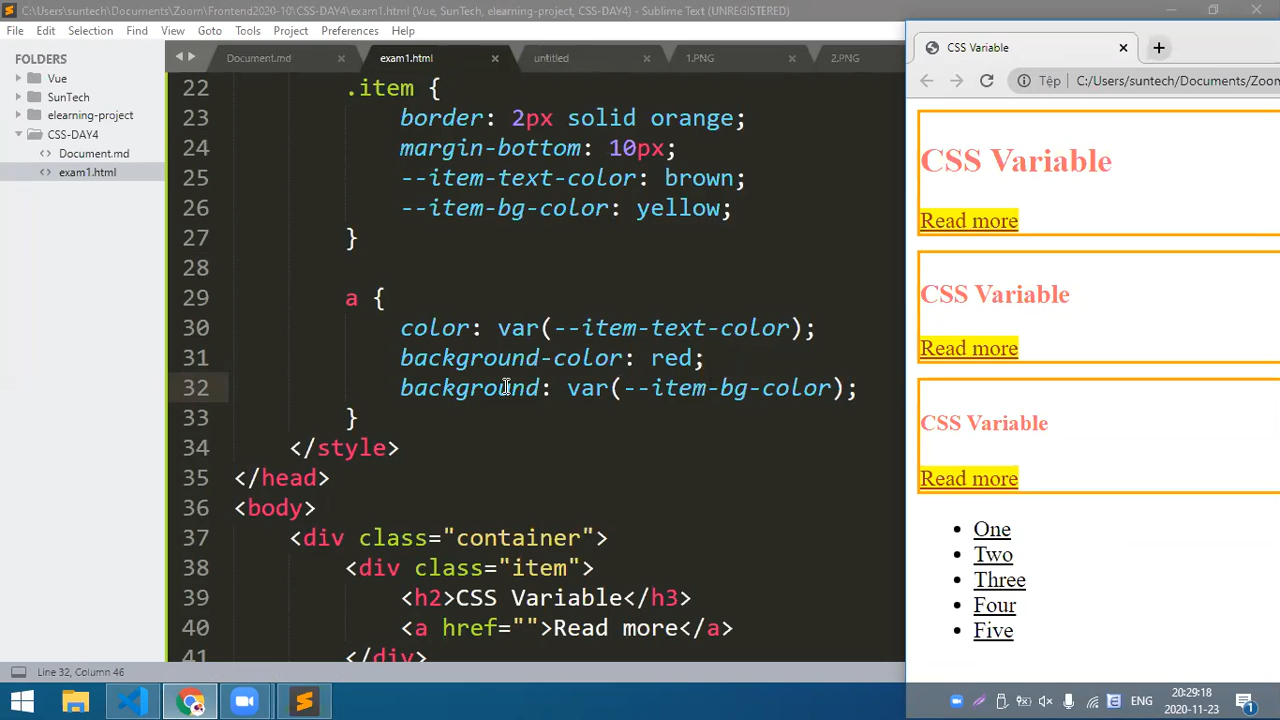 C:\Users\suntech\Documents\Zoom\Frontend2020-10\CSS-DAY4\exam1.html (Vue, SunTech, elearning-project, CSS-DAY4) - Sublime Text (UNREGISTERED)
File Edit Selection Find View Goto Tools Project Preferences Help
FOLDERS
Vue
SunTech
elearning-project
CSS-DAY4
Document.md
exam1.html
Document.md exam1.html untitled 1.PNG 2.PNG
22 .item {
23 border: 2px solid orange;
24 margin-bottom: 10px;
25 --item-text-color: brown;
26 --item-bg-color: yellow;
27 }
28
29 a {
30 color: var(--item-text-color);
31 background-color: red;
32 background: var(--item-bg-color);
33 }
34 </style>
35 </head>
36 <body>
37 <div class="container">
38 <div class="item">
39 <h2>CSS Variable</h3>
40 <a href="">Read more</a>
41 </div>
Line 32, Column 46
CSS Variable
Tệp C:/Users/suntech/Documents/Zoom
CSS Variable
Read more
CSS Variable
Read more
CSS Variable
Read more
One
Two
Three
Four
Five
ENG
20:29:18
2020-11-23
1